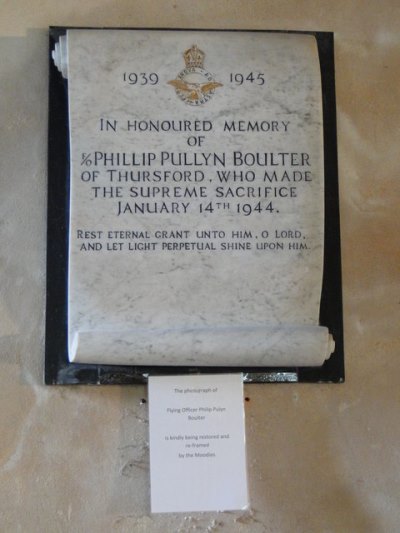 1939 1945
IN HONOURED MEMORY
OF
F/O PHILLIP PULLYN BOULTER
OF THURSFORD, WHO MADE
THE SUPREME SACRIFICE
JANUARY 14TH 1944.
REST ETERNAL GRANT UNTO HIM, O LORD,
AND LET LIGHT PERPETUAL SHINE UPON HIM.
The photograph of
Flying Officer Philip Pulyn
Boulter
is kindly being restored and
re-framed
by the Moodies